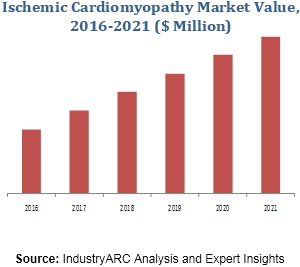 Ischemic Cardiomyopathy Market Value,
2016-2021 ($ Million)
2016 2017 2018 2019 2020 2021
Source: IndustryARC Analysis and Expert Insights